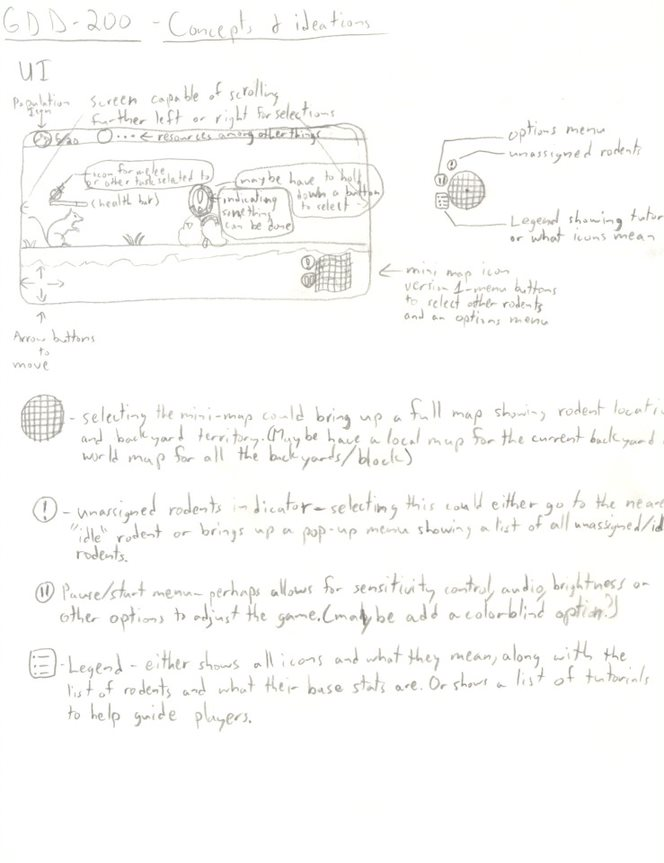 GDD-200 - Concepts & ideations
UI
Population
sign
screen capable of scrolling
further left or right for selections
5/20
... ← resources among other things
icon for melee
or other task related to
(health bar)
maybe have to hold
down a button
to select
indicating
something
can be done
options menu
unassigned rodents
Legend showing tutor
or what icons mean
mini map icon
version 1-menu buttons
to select other rodents
and an options menu
Arrow buttons
to
move
- selecting the mini-map could bring up a full map showing rodent locati
and backyard territory. (Maybe have a local map for the current backyard
world map for all the backyards/block)
! - unassigned rodents indicator - selecting this could either go to the neare
"idle" rodent or brings up a pop-up menu showing a list of all unassigned/id
rodents.
Pause/start menu - perhaps allows for sensitivity control, audio, brightness or
other options to adjust the game. (maybe add a colorblind option?)
- Legend - either shows all icons and what they mean, along with the
list of rodents and what their base stats are. Or shows a list of tutorials
to help guide players.